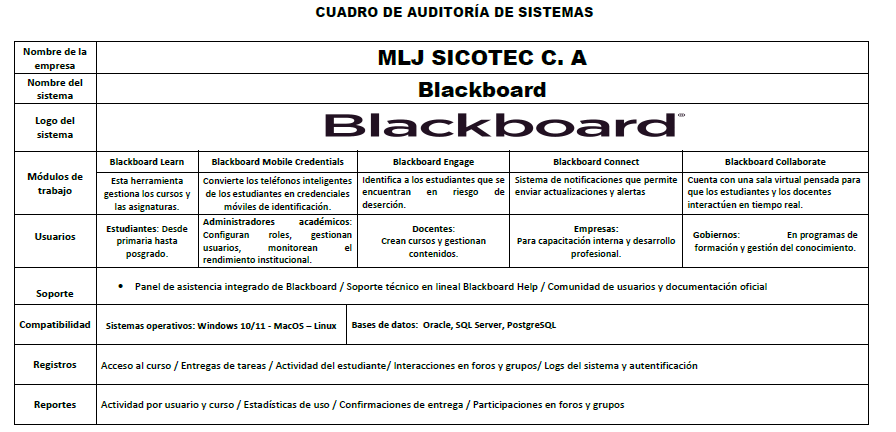 CUADRO DE AUDITORÍA DE SISTEMAS
Nombre de la
empresa
MLJ SICOTEC C. A
Nombre del
sistema
Blackboard
Logo del
sistema
Blackboard®
Módulos de
trabajo
Blackboard Learn
Esta herramienta
gestiona los cursos y
las asignaturas.
Blackboard Mobile Credentials
Convierte los teléfonos inteligentes
de los estudiantes en credenciales
móviles de identificación.
Blackboard Engage
Identifica a los estudiantes que se
encuentran en riesgo de
deserción.
Blackboard Connect
Sistema de notificaciones que permite
enviar actualizaciones y alertas
Blackboard Collaborate
Cuenta con una sala virtual pensada para
que los estudiantes y los docentes
interactúen en tiempo real.
Usuarios
Estudiantes: Desde
primaria hasta
posgrado.
Administradores académicos:
Configuran roles, gestionan
usuarios, monitorean el
rendimiento institucional.
Docentes:
Crean cursos y gestionan
contenidos.
Empresas:
Para capacitación interna y desarrollo
profesional.
Gobiernos: En programas de
formación y gestión del conocimiento.
Soporte
• Panel de asistencia integrado de Blackboard / Soporte técnico en lineal Blackboard Help / Comunidad de usuarios y documentación oficial
Compatibilidad
Sistemas operativos: Windows 10/11 - MacOS – Linux
Bases de datos: Oracle, SQL Server, PostgreSQL
Registros
Acceso al curso / Entregas de tareas / Actividad del estudiante/ Interacciones en foros y grupos/ Logs del sistema y autentificación
Reportes
Actividad por usuario y curso / Estadísticas de uso / Confirmaciones de entrega / Participaciones en foros y grupos